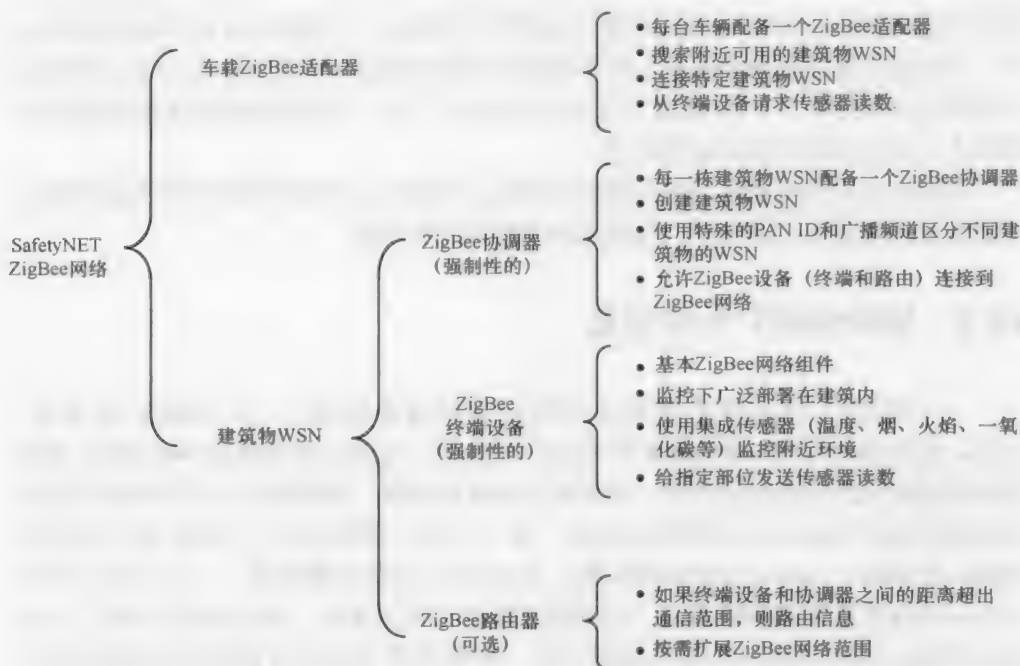 SafetyNET
ZigBee网络
车载ZigBee适配器
• 每台车辆配备一个ZigBee适配器
• 搜索附近可用的建筑物WSN
• 连接特定建筑物WSN
• 从终端设备请求传感器读数
建筑物WSN
ZigBee协调器
(强制性的)
• 每一栋建筑物WSN配备一个ZigBee协调器
• 创建建筑物WSN
• 使用特殊的PAN ID和广播频道区分不同建
筑物的WSN
• 允许ZigBee设备（终端和路由）连接到
ZigBee网络
ZigBee
终端设备
(强制性的)
• 基本ZigBee网络组件
• 监控下广泛部署在建筑内
• 使用集成传感器（温度、烟、火焰、一氧
化碳等）监控附近环境
• 给指定部位发送传感器读数
ZigBee路由器
(可选)
• 如果终端设备和协调器之间的距离超出
通信范围，则路由信息
• 按需扩展ZigBee网络范围